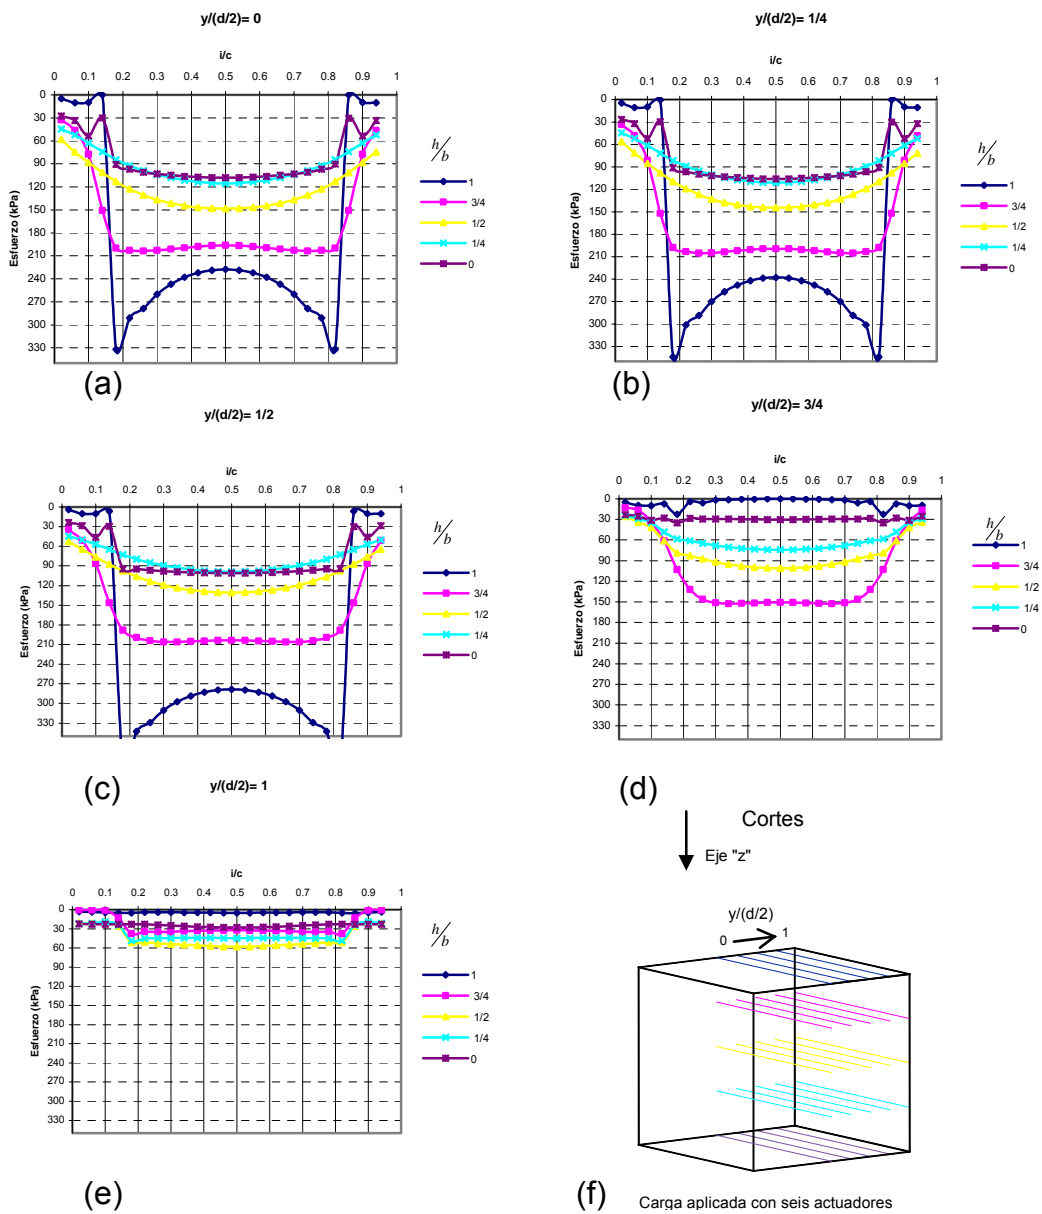 y/(d/2)= 0
i/c
0 0.1 0.2 0.3 0.4 0.5 0.6 0.7 0.8 0.9 1
0
30
60
90
120
150
180
210
240
270
300
330
Esfuerzo (kPa)
h/b
1
3/4
1/2
1/4
0
(a)
y/(d/2)= 1/4
i/c
0 0.1 0.2 0.3 0.4 0.5 0.6 0.7 0.8 0.9 1
0
30
60
90
120
150
180
210
240
270
300
330
Esfuerzo (kPa)
h/b
1
3/4
1/2
1/4
0
(b)
y/(d/2)= 1/2
i/c
0 0.1 0.2 0.3 0.4 0.5 0.6 0.7 0.8 0.9 1
0
30
60
90
120
150
180
210
240
270
300
330
Esfuerzo (kPa)
h/b
1
3/4
1/2
1/4
0
(c)
y/(d/2)= 3/4
i/c
0 0.1 0.2 0.3 0.4 0.5 0.6 0.7 0.8 0.9 1
0
30
60
90
120
150
180
210
240
270
300
330
Esfuerzo (kPa)
h/b
1
3/4
1/2
1/4
0
(d)
y/(d/2)= 1
i/c
0 0.1 0.2 0.3 0.4 0.5 0.6 0.7 0.8 0.9 1
0
30
60
90
120
150
180
210
240
270
300
330
Esfuerzo (kPa)
h/b
1
3/4
1/2
1/4
0
(e)
Cortes
Eje "z"
y/(d/2)
0 1
(f)
Carga aplicada con seis actuadores